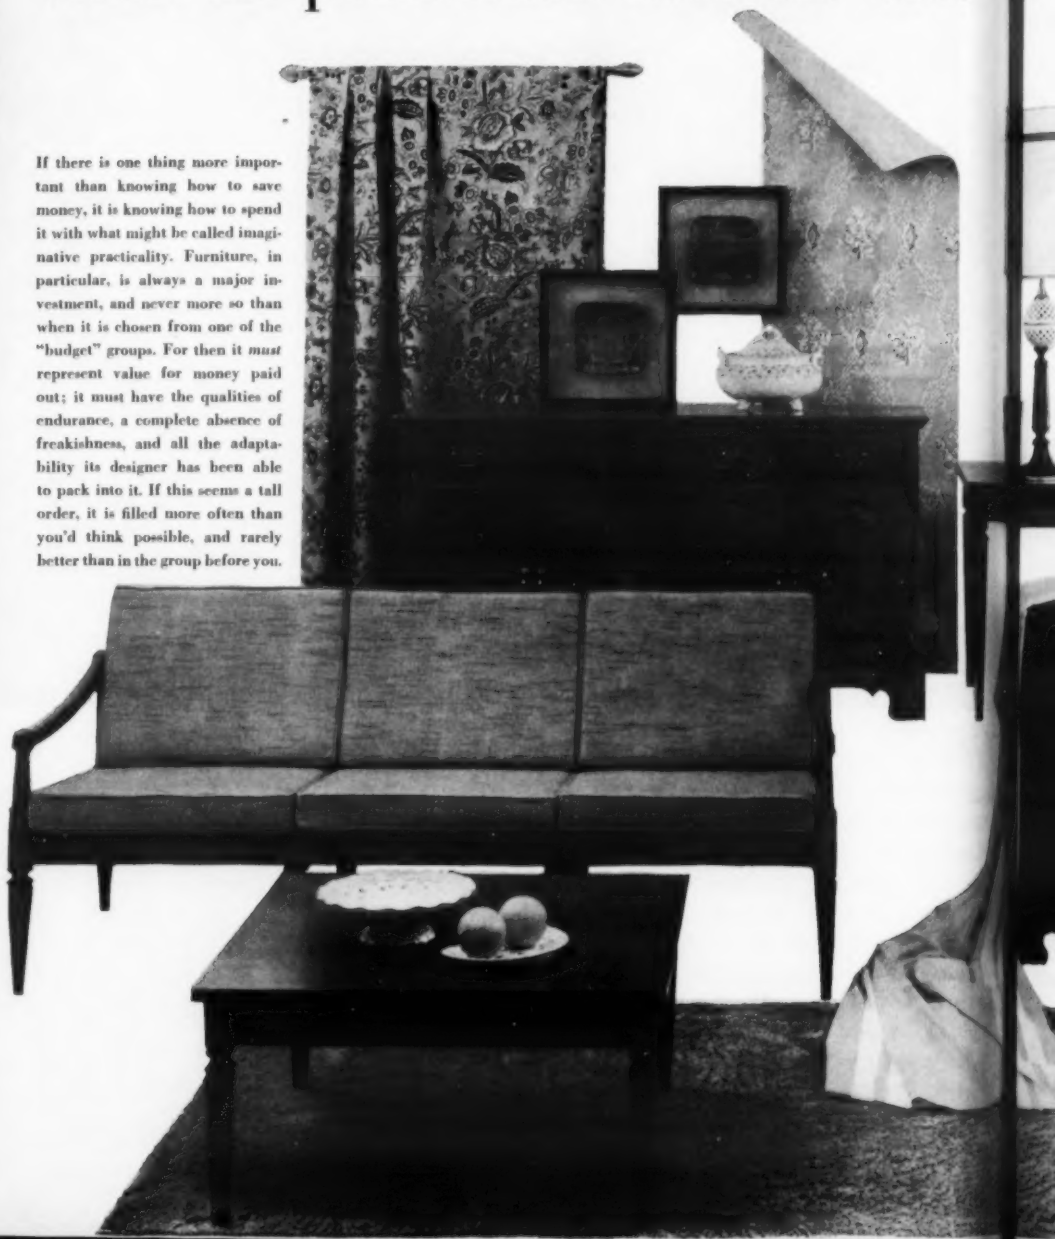 If there is one thing more impor-
tant than knowing how to save
money, it is knowing how to spend
it with what might be called imagi-
native practicality. Furniture, in
particular, is always a major in-
vestment, and never more so than
when it is chosen from one of the
"budget" groups. For then it must
represent value for money paid
out; it must have the qualities of
endurance, a complete absence of
freakishness, and all the adapta-
bility its designer has been able
to pack into it. If this seems a tall
order, it is filled more often than
you'd think possible, and rarely
better than in the group before you.